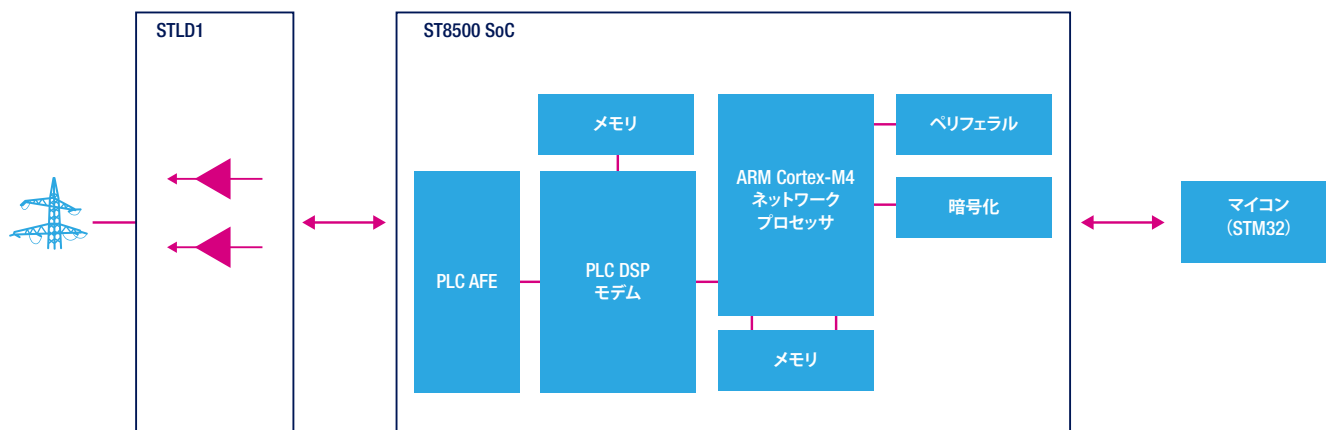 STLD1
ST8500 SoC
メモリ
ARM Cortex-M4
ネットワーク
プロセッサ
ペリフェラル
暗号化
PLC AFE
PLC DSP
モデム
メモリ
マイコン
（STM32）